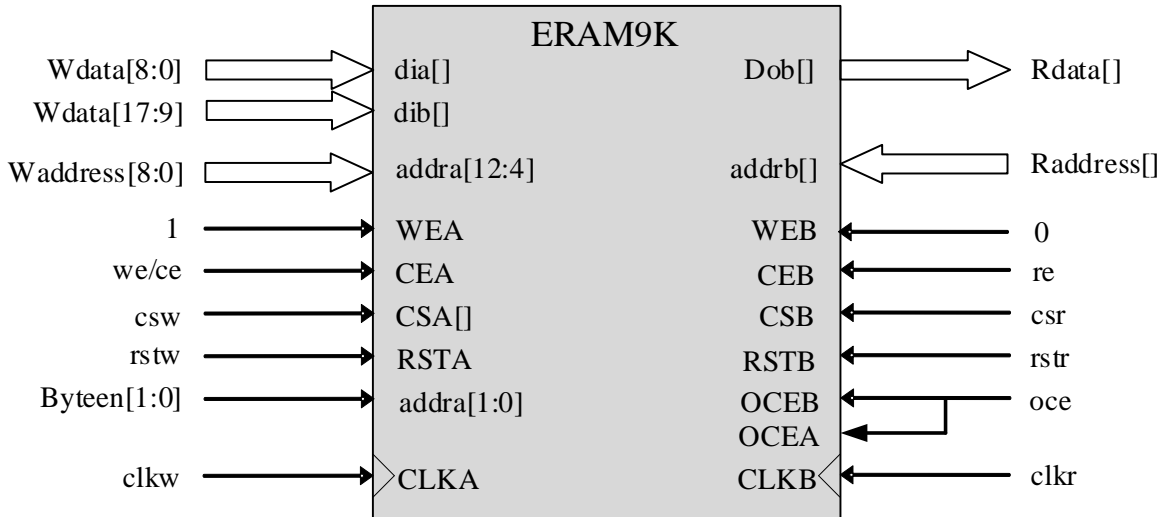 ERAM9K
Wdata[8:0] dia[] Dob[] Rdata[]
Wdata[17:9] dib[]
Waddress[8:0] addra[12:4] addrb[] Raddress[]
1 WEA WEB 0
we/ce CEA CEB re
csw CSA[] CSB csr
rstw RSTA RSTB rstr
Byteen[1:0] addra[1:0] OCEB oce
OCEA
clkw CLKA CLKB clkr